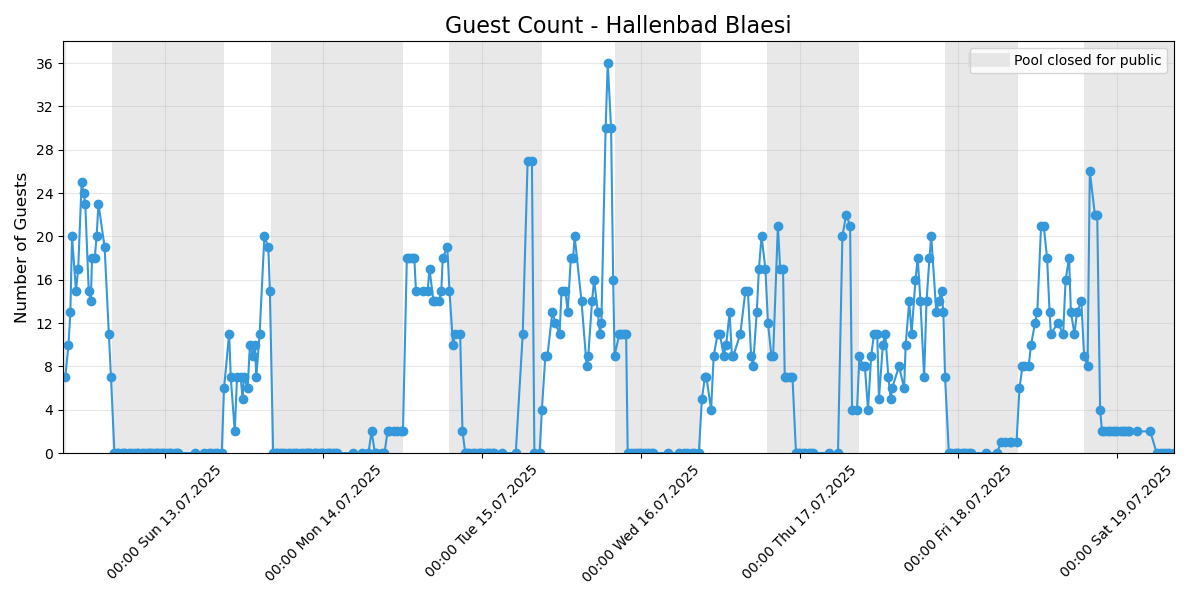 Guest Count - Hallenbad Blaesi
Pool closed for public
Number of Guests
36
32
28
24
20
16
12
8
4
0
00:00 Sun 13.07.2025
00:00 Mon 14.07.2025
00:00 Tue 15.07.2025
00:00 Wed 16.07.2025
00:00 Thu 17.07.2025
00:00 Fri 18.07.2025
00:00 Sat 19.07.2025